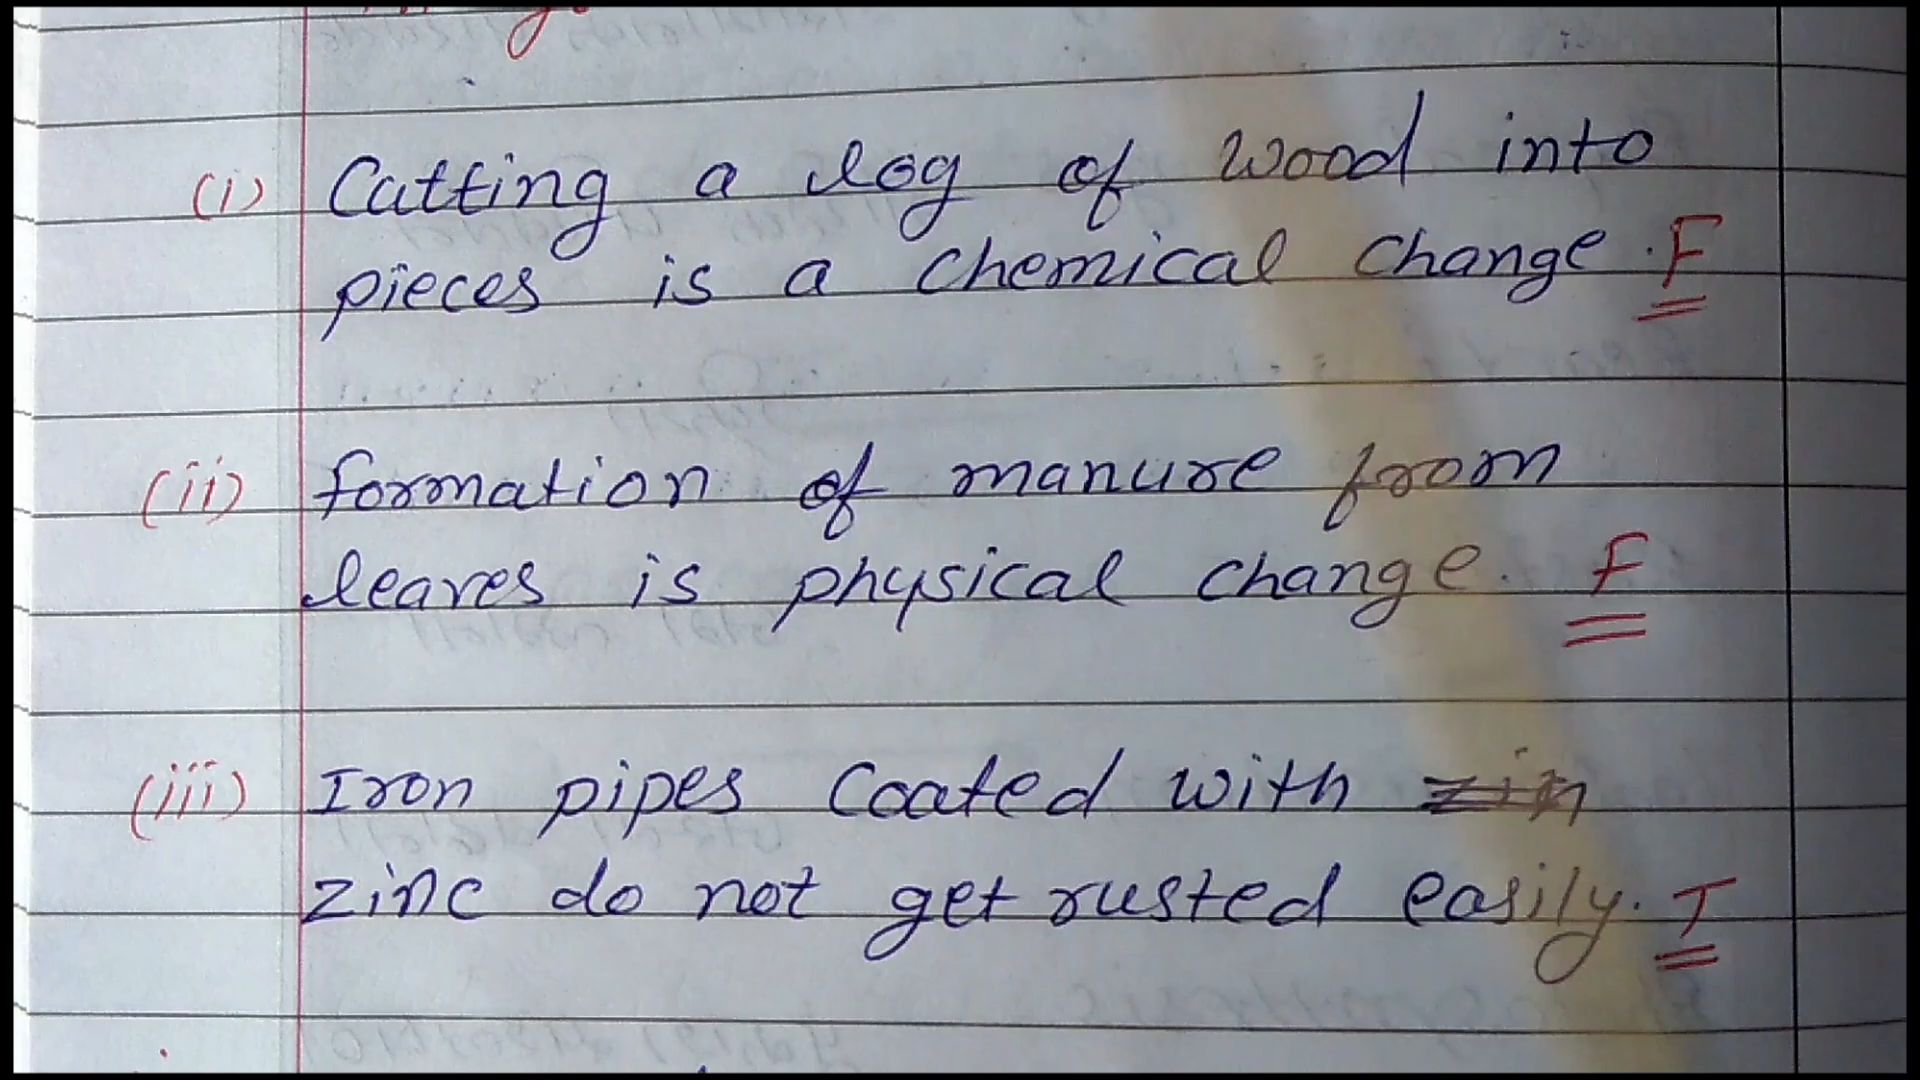 (i) Cutting a log of wood into
pieces is a chemical change. F
(ii) formation of manure from
leaves is physical change. F
(iii) Iron pipes coated with zin
zinc do not get rusted easily. T